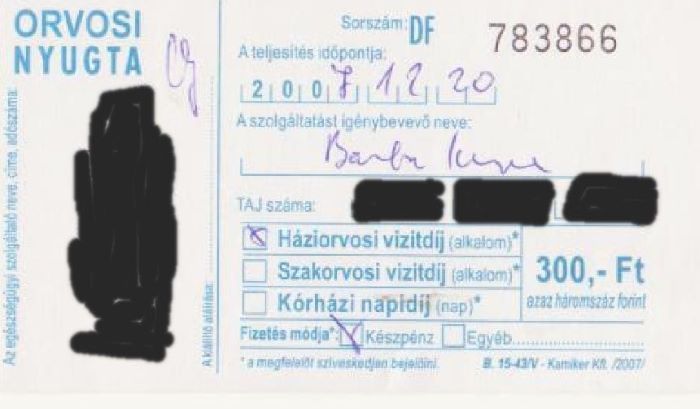 ORVOSI
NYUGTA
Az egészségügyi szolgáltató neve, címe, adószáma:
A kiállító aláírása:
Sorszám: DF 783866
A teljesítés időpontja:
2007 12 20
A szolgáltatást igénybevevő neve:
TAJ száma:
Háziorvosi vizitdíj (alkalom)*
Szakorvosi vizitdíj (alkalom)*
Kórházi napidíj (nap)*
300,- Ft
azaz háromszáz forint
Fizetés módja*: Készpénz Egyéb
* a megfelelőt szíveskedjen bejelölni.
B. 15-43/V - Kamiker Kft. /2007/